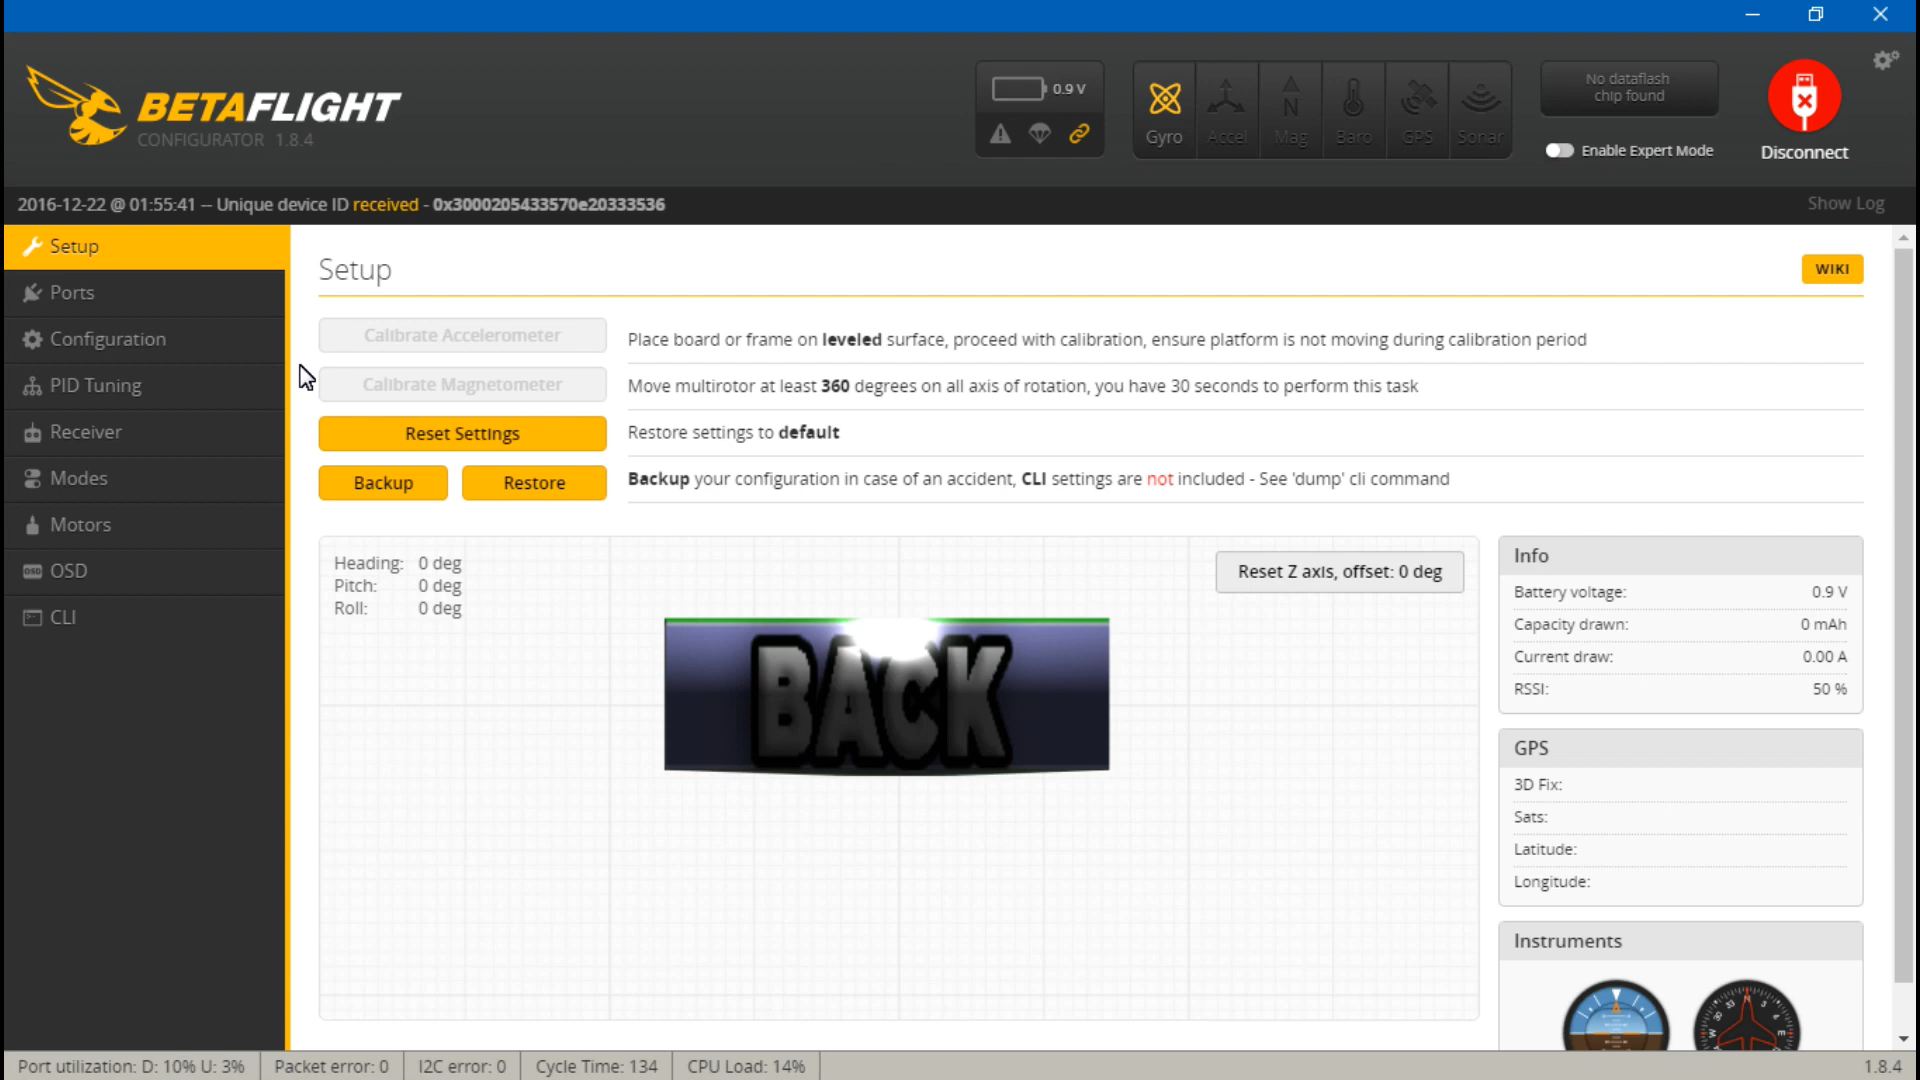 BETAFLIGHT
CONFIGURATOR 1.8.4
0.9 V
Gyro
Accel
Mag
Baro
GPS
Sonar
No dataflash
chip found
Enable Expert Mode
Disconnect
2016-12-22 @ 01:55:41 -- Unique device ID received - 0x3000205433570e20333536
Show Log
Setup
Ports
Configuration
PID Tuning
Receiver
Modes
Motors
OSD
CLI
Setup
WIKI
Calibrate Accelerometer
Place board or frame on leveled surface, proceed with calibration, ensure platform is not moving during calibration period
Calibrate Magnetometer
Move multirotor at least 360 degrees on all axis of rotation, you have 30 seconds to perform this task
Reset Settings
Restore settings to default
Backup
Restore
Backup your configuration in case of an accident, CLI settings are not included - See 'dump' cli command
Heading: 0 deg
Pitch: 0 deg
Roll: 0 deg
Reset Z axis, offset: 0 deg
BACK
Info
Battery voltage: 0.9 V
Capacity drawn: 0 mAh
Current draw: 0.00 A
RSSI: 50 %
GPS
3D Fix:
Sats:
Latitude:
Longitude:
Instruments
Port utilization: D: 10% U: 3%
Packet error: 0
I2C error: 0
Cycle Time: 134
CPU Load: 14%
1.8.4